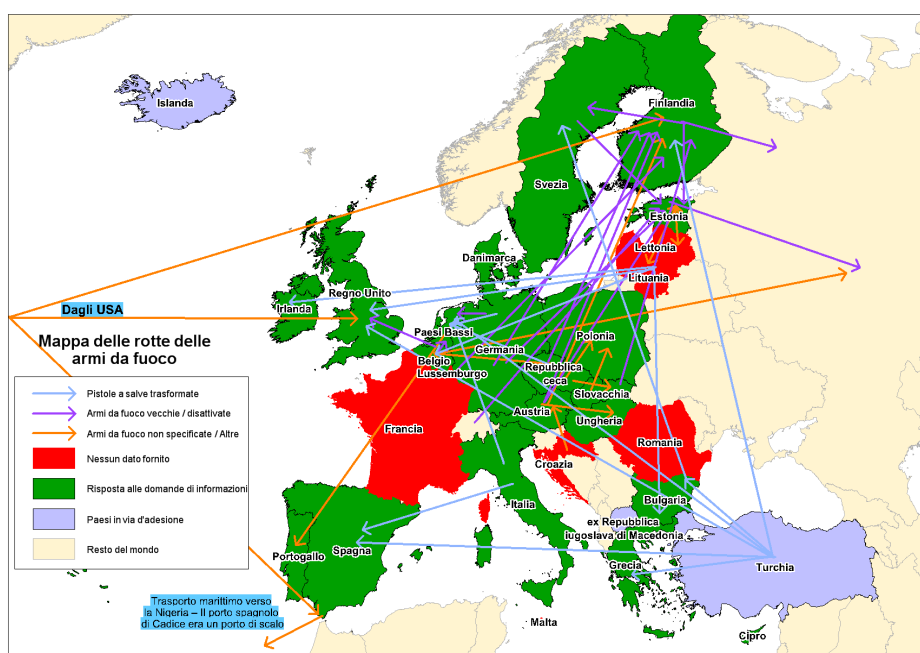 Islanda
Finlandia
Svezia
Estonia
Lettonia
Danimarca
Lituania
Regno Unito
Irlanda
Dagli USA
Paesi Bassi
Polonia
Mappa delle rotte delle
armi da fuoco
Germania
Belgio
Lussemburgo
Repubblica
ceca
Slovacchia
Pistole a salve trasformate
Armi da fuoco vecchie / disattivate
Armi da fuoco non specificate / Altre
Nessun dato fornito
Risposta alle domande di informazioni
Paesi in via d'adesione
Resto del mondo
Austria
Ungheria
Francia
Romania
Croazia
Italia
Bulgaria
ex Repubblica
iugoslava di Macedonia
Portogallo
Spagna
Grecia
Turchia
Trasporto marittimo verso
la Nigeria – Il porto spagnolo
di Cadice era un porto di scalo
Malta
Cipro